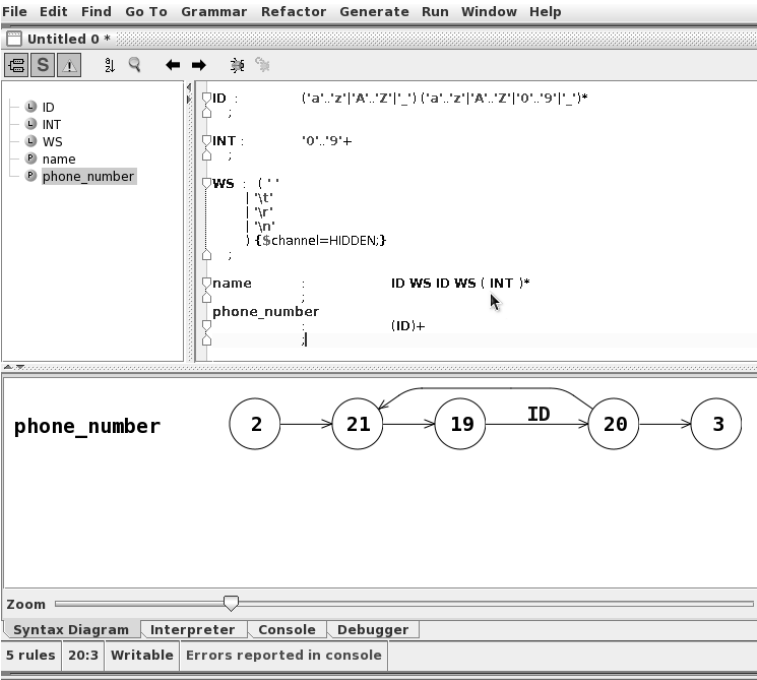 File Edit Find Go To Grammar Refactor Generate Run Window Help
Untitled 0 *
S
ID
INT
WS
name
phone_number
ID : ('a'..'z'|'A'..'Z'|'_') ('a'..'z'|'A'..'Z'|'0'..'9'|'_')*
;
INT : '0'..'9'+
;
WS : ( ' '
| '\t'
| '\r'
| '\n'
) {$channel=HIDDEN;}
;
name : ID WS ID WS ( INT )*
;
phone_number
: (ID)+
;
phone_number 2 21 19 ID 20 3
Zoom
Syntax Diagram Interpreter Console Debugger
5 rules 20:3 Writable Errors reported in console